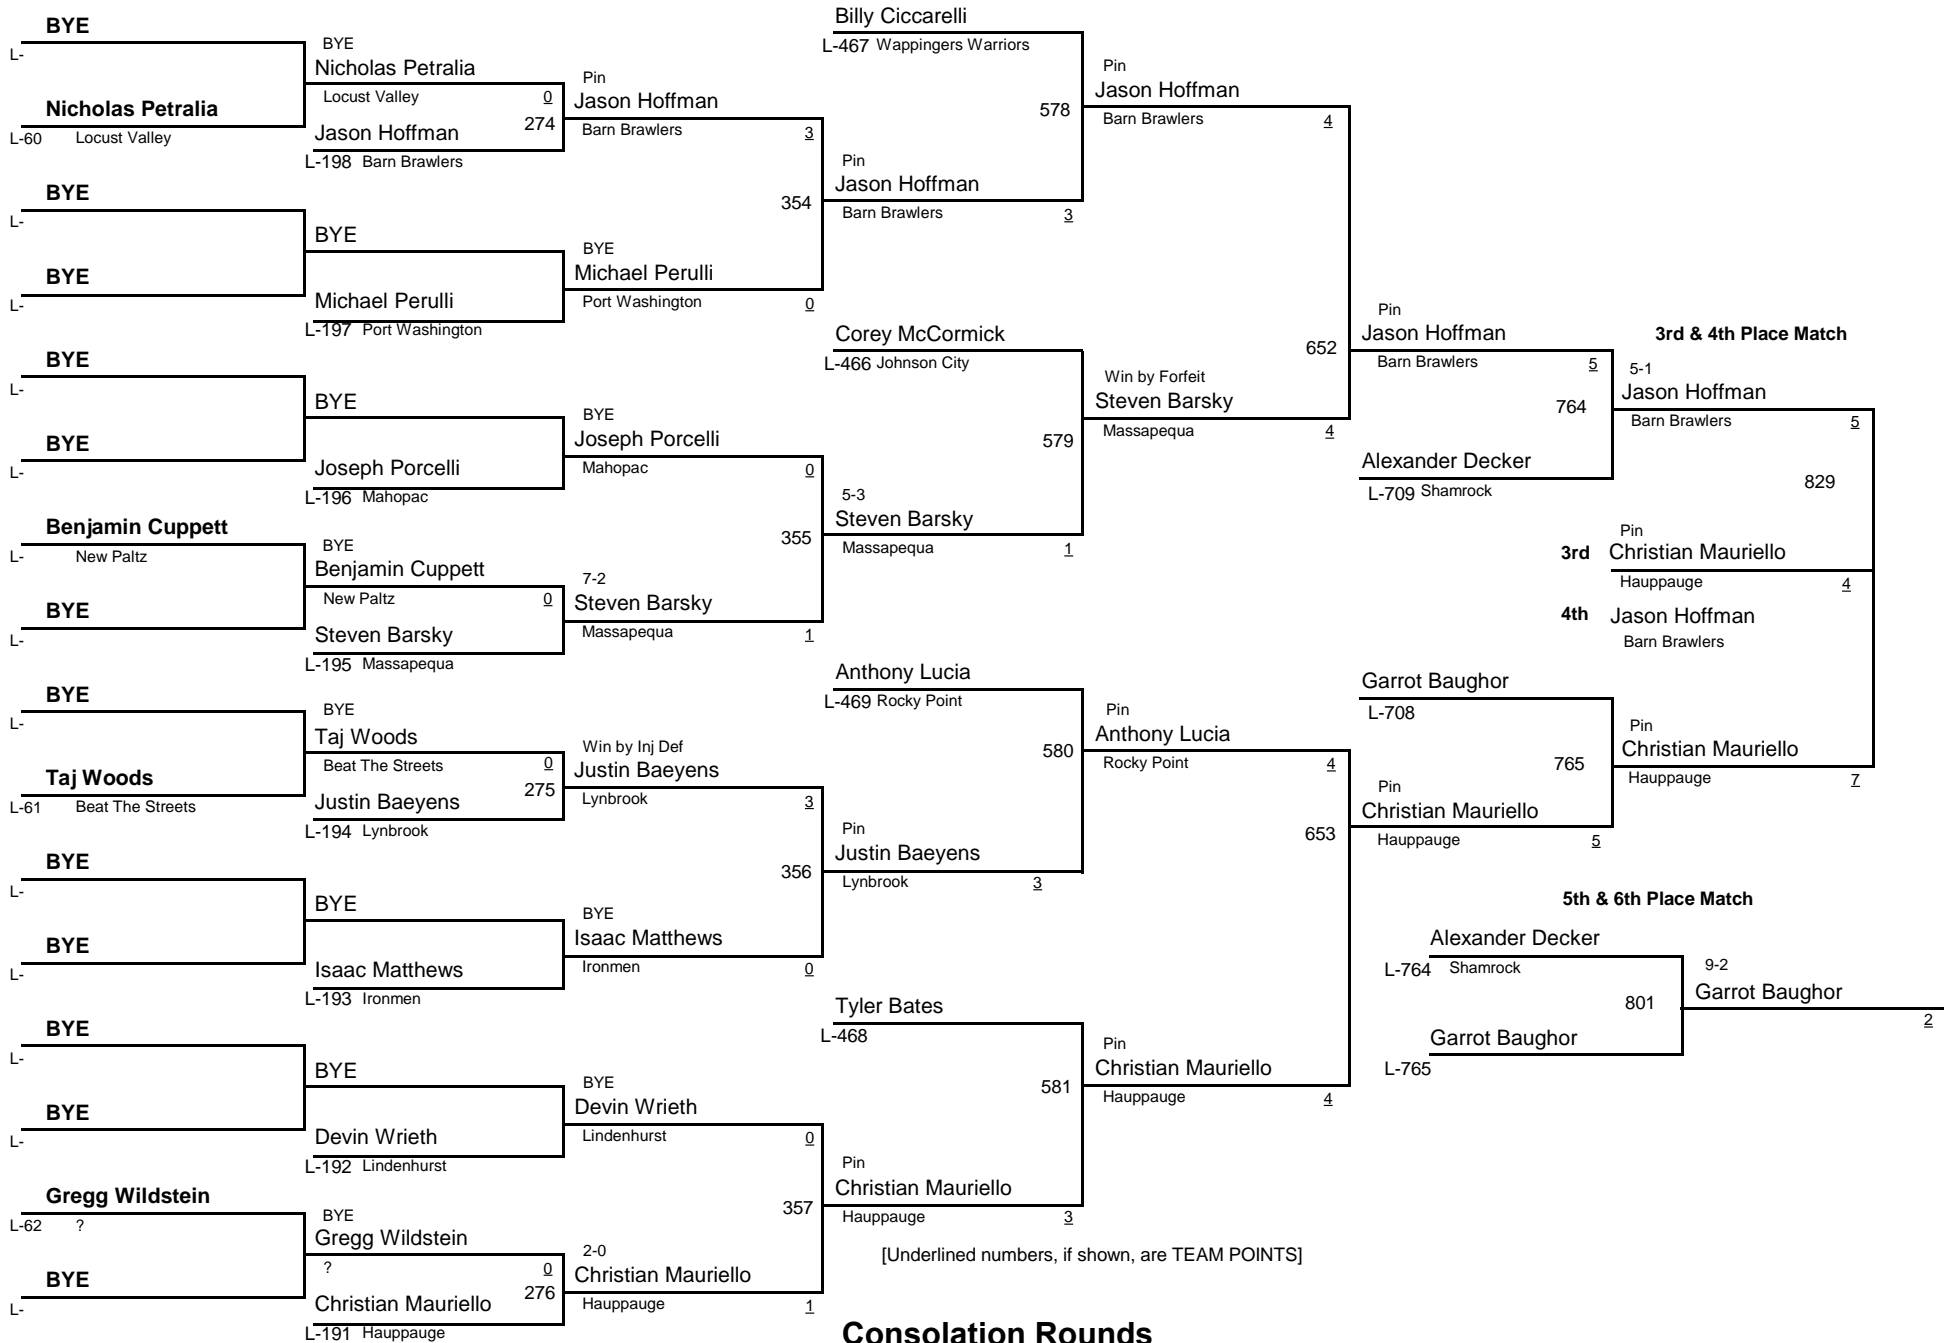 BYE
L-
Nicholas Petralia
L-60 Locust Valley
BYE
L-
BYE
L-
BYE
L-
BYE
L-
Benjamin Cuppett
L- New Paltz
BYE
L-
BYE
L-
Taj Woods
L-61 Beat The Streets
BYE
L-
BYE
L-
BYE
L-
BYE
L-
Gregg Wildstein
L-62 ?
BYE
L-
BYE
Nicholas Petralia
Locust Valley 0
Jason Hoffman 274
L-198 Barn Brawlers
BYE
Michael Perulli
L-197 Port Washington
BYE
Joseph Porcelli
L-196 Mahopac
BYE
Benjamin Cuppett
New Paltz 0
Steven Barsky
L-195 Massapequa
BYE
Taj Woods
Beat The Streets 0
Justin Baeyens 275
L-194 Lynbrook
BYE
Isaac Matthews
L-193 Ironmen
BYE
Devin Wrieth
L-192 Lindenhurst
BYE
Gregg Wildstein
? 0
Christian Mauriello 276
L-191 Hauppauge
Pin
Jason Hoffman
Barn Brawlers 3
354
BYE
Michael Perulli
Port Washington 0
BYE
Joseph Porcelli
Mahopac 0
355
7-2
Steven Barsky
Massapequa 1
Win by Inj Def
Justin Baeyens
Lynbrook 3
356
BYE
Isaac Matthews
Ironmen 0
BYE
Devin Wrieth
Lindenhurst 0
357
2-0
Christian Mauriello
Hauppauge 1
Billy Ciccarelli
L-467 Wappingers Warriors
578
Pin
Jason Hoffman
Barn Brawlers 3
Corey McCormick
L-466 Johnson City
579
5-3
Steven Barsky
Massapequa 1
Anthony Lucia
L-469 Rocky Point
580
Pin
Justin Baeyens
Lynbrook 3
Tyler Bates
L-468
581
Pin
Christian Mauriello
Hauppauge 3
[Underlined numbers, if shown, are TEAM POINTS]
Consolation Rounds
Pin
Jason Hoffman
Barn Brawlers 4
652
Win by Forfeit
Steven Barsky
Massapequa 4
Pin
Anthony Lucia
Rocky Point 4
653
Pin
Christian Mauriello
Hauppauge 4
Pin
Jason Hoffman
Barn Brawlers 5
764
Alexander Decker
L-709 Shamrock
Garrot Baughor
L-708
765
Pin
Christian Mauriello
Hauppauge 5
3rd & 4th Place Match
5-1
Jason Hoffman
Barn Brawlers 5
829
Pin
3rd Christian Mauriello
Hauppauge 4
4th Jason Hoffman
Barn Brawlers
Pin
Christian Mauriello
Hauppauge 7
5th & 6th Place Match
Alexander Decker
L-764 Shamrock
801
Garrot Baughor
L-765
9-2
Garrot Baughor
2